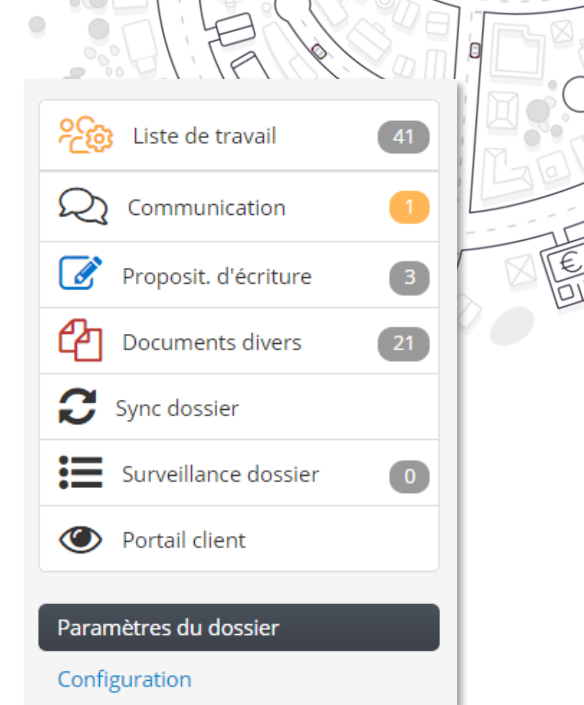 Liste de travail 41
Communication 1
Proposit. d'écriture 3
Documents divers 21
Sync dossier
Surveillance dossier 0
Portail client
Paramètres du dossier
Configuration
€